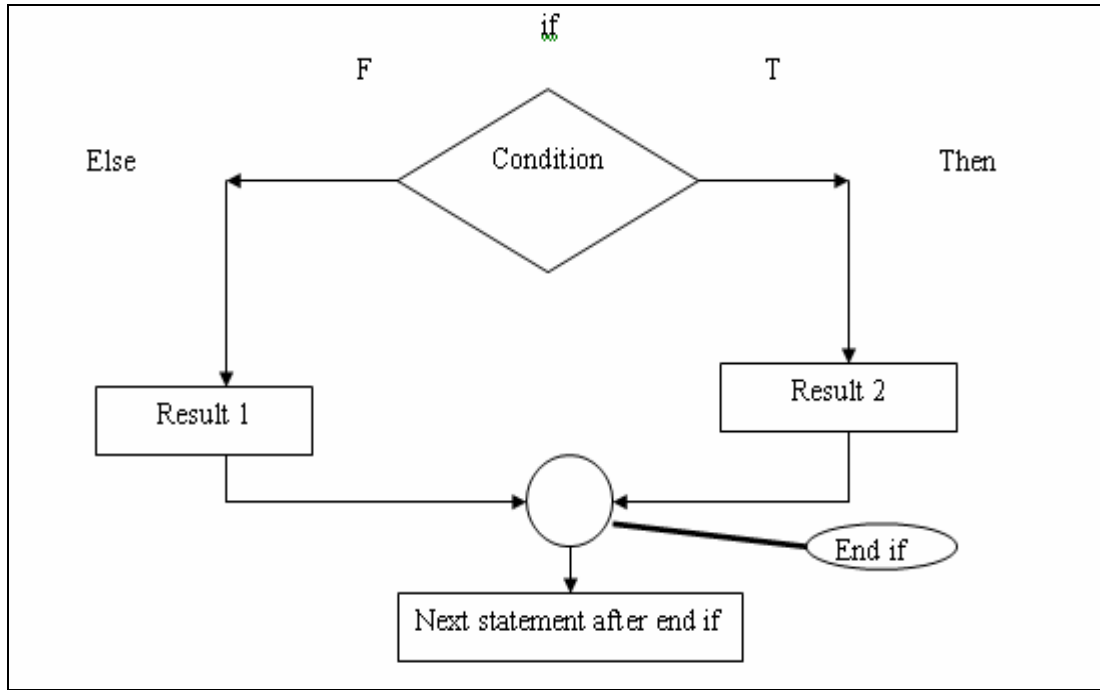 if
F
T
Else
Condition
Then
Result 1
Result 2
End if
Next statement after end if